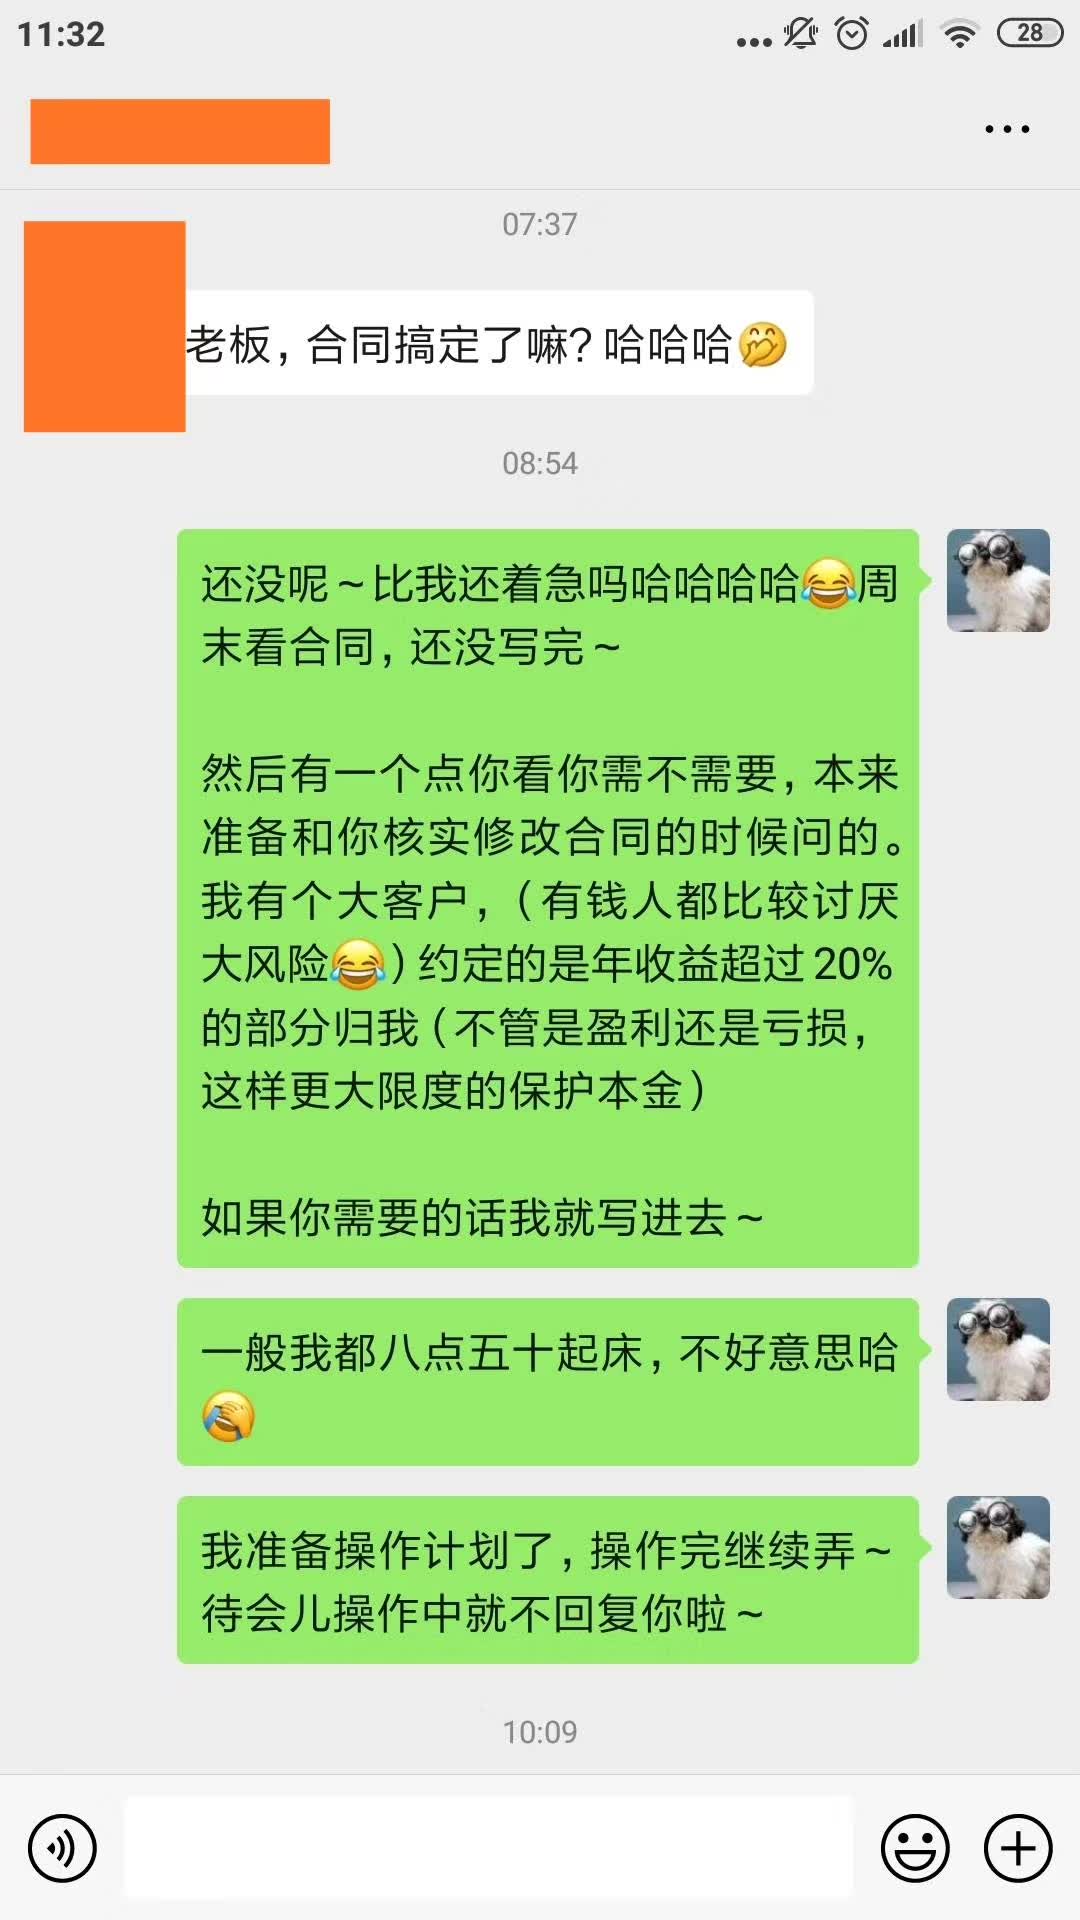 11:32
28
07:37
老板，合同搞定了嘛？哈哈哈🤭
08:54
还没呢～比我还着急吗哈哈哈哈😂周
末看合同，还没写完～
然后有一个点你看你需不需要，本来
准备和你核实修改合同的时候问的。
我有个大客户，（有钱人都比较讨厌
大风险😂）约定的是年收益超过20%
的部分归我（不管是盈利还是亏损，
这样更大限度的保护本金）
如果你需要的话我就写进去～
一般我都八点五十起床，不好意思哈
🤦
我准备操作计划了，操作完继续弄～
待会儿操作中就不回复你啦～
10:09